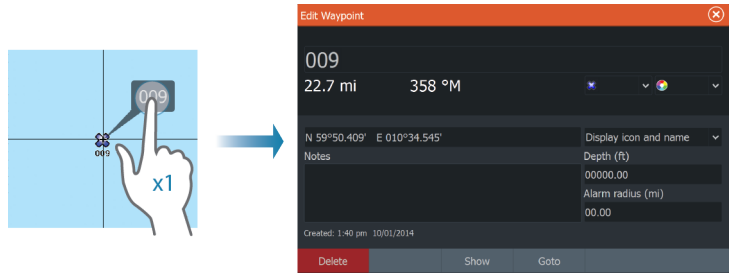 009
009
x1
Edit Waypoint
009
22.7 mi 358 °M
N 59°50.409' E 010°34.545' Display icon and name
Notes Depth (ft)
00000.00
Alarm radius (mi)
00.00
Created: 1:40 pm 10/01/2014
Delete Show Goto